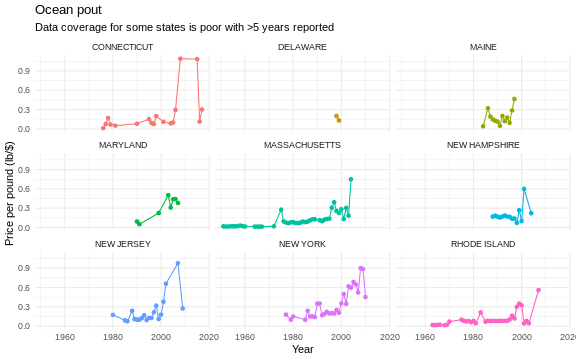 Ocean pout
Data coverage for some states is poor with >5 years reported
CONNECTICUT DELAWARE MAINE
0.9
0.6
0.3
0.0
MARYLAND MASSACHUSETTS NEW HAMPSHIRE
0.9
0.6
0.3
0.0
NEW JERSEY NEW YORK RHODE ISLAND
0.9
0.6
0.3
0.0
1960 1980 2000 2020 1960 1980 2000 2020 1960 1980 2000 202
Year
Price per pound (lb/$)